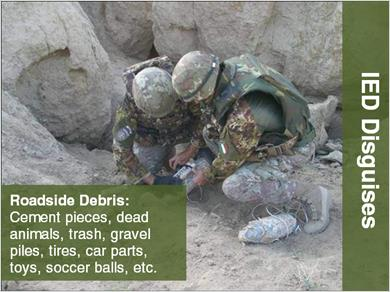 IED Disguises
Roadside Debris:
Cement pieces, dead
animals, trash, gravel
piles, tires, car parts,
toys, soccer balls, etc.